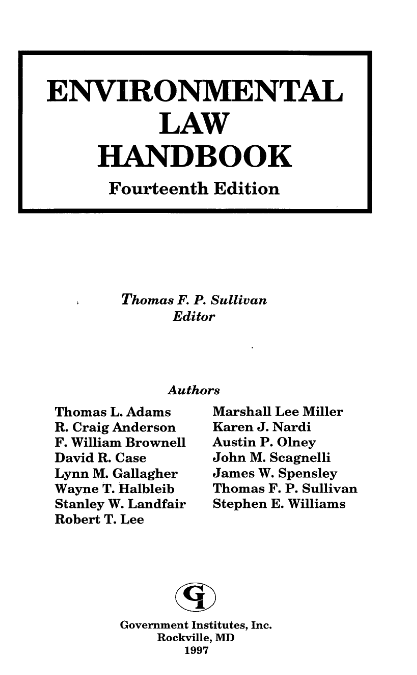 ENVIRONMENTAL
LAW
HANDBOOK
Fourteenth Edition
Thomas F. P. Sullivan
Editor
Authors
Thomas L. Adams
R. Craig Anderson
F. William Brownell
David R. Case
Lynn M. Gallagher
Wayne T. Halbleib
Stanley W. Landfair
Robert T. Lee
Marshall Lee Miller
Karen J. Nardi
Austin P. Olney
John M. Scagnelli
James W. Spensley
Thomas F. P. Sullivan
Stephen E. Williams
GI
Government Institutes, Inc.
Rockville, MD
1997